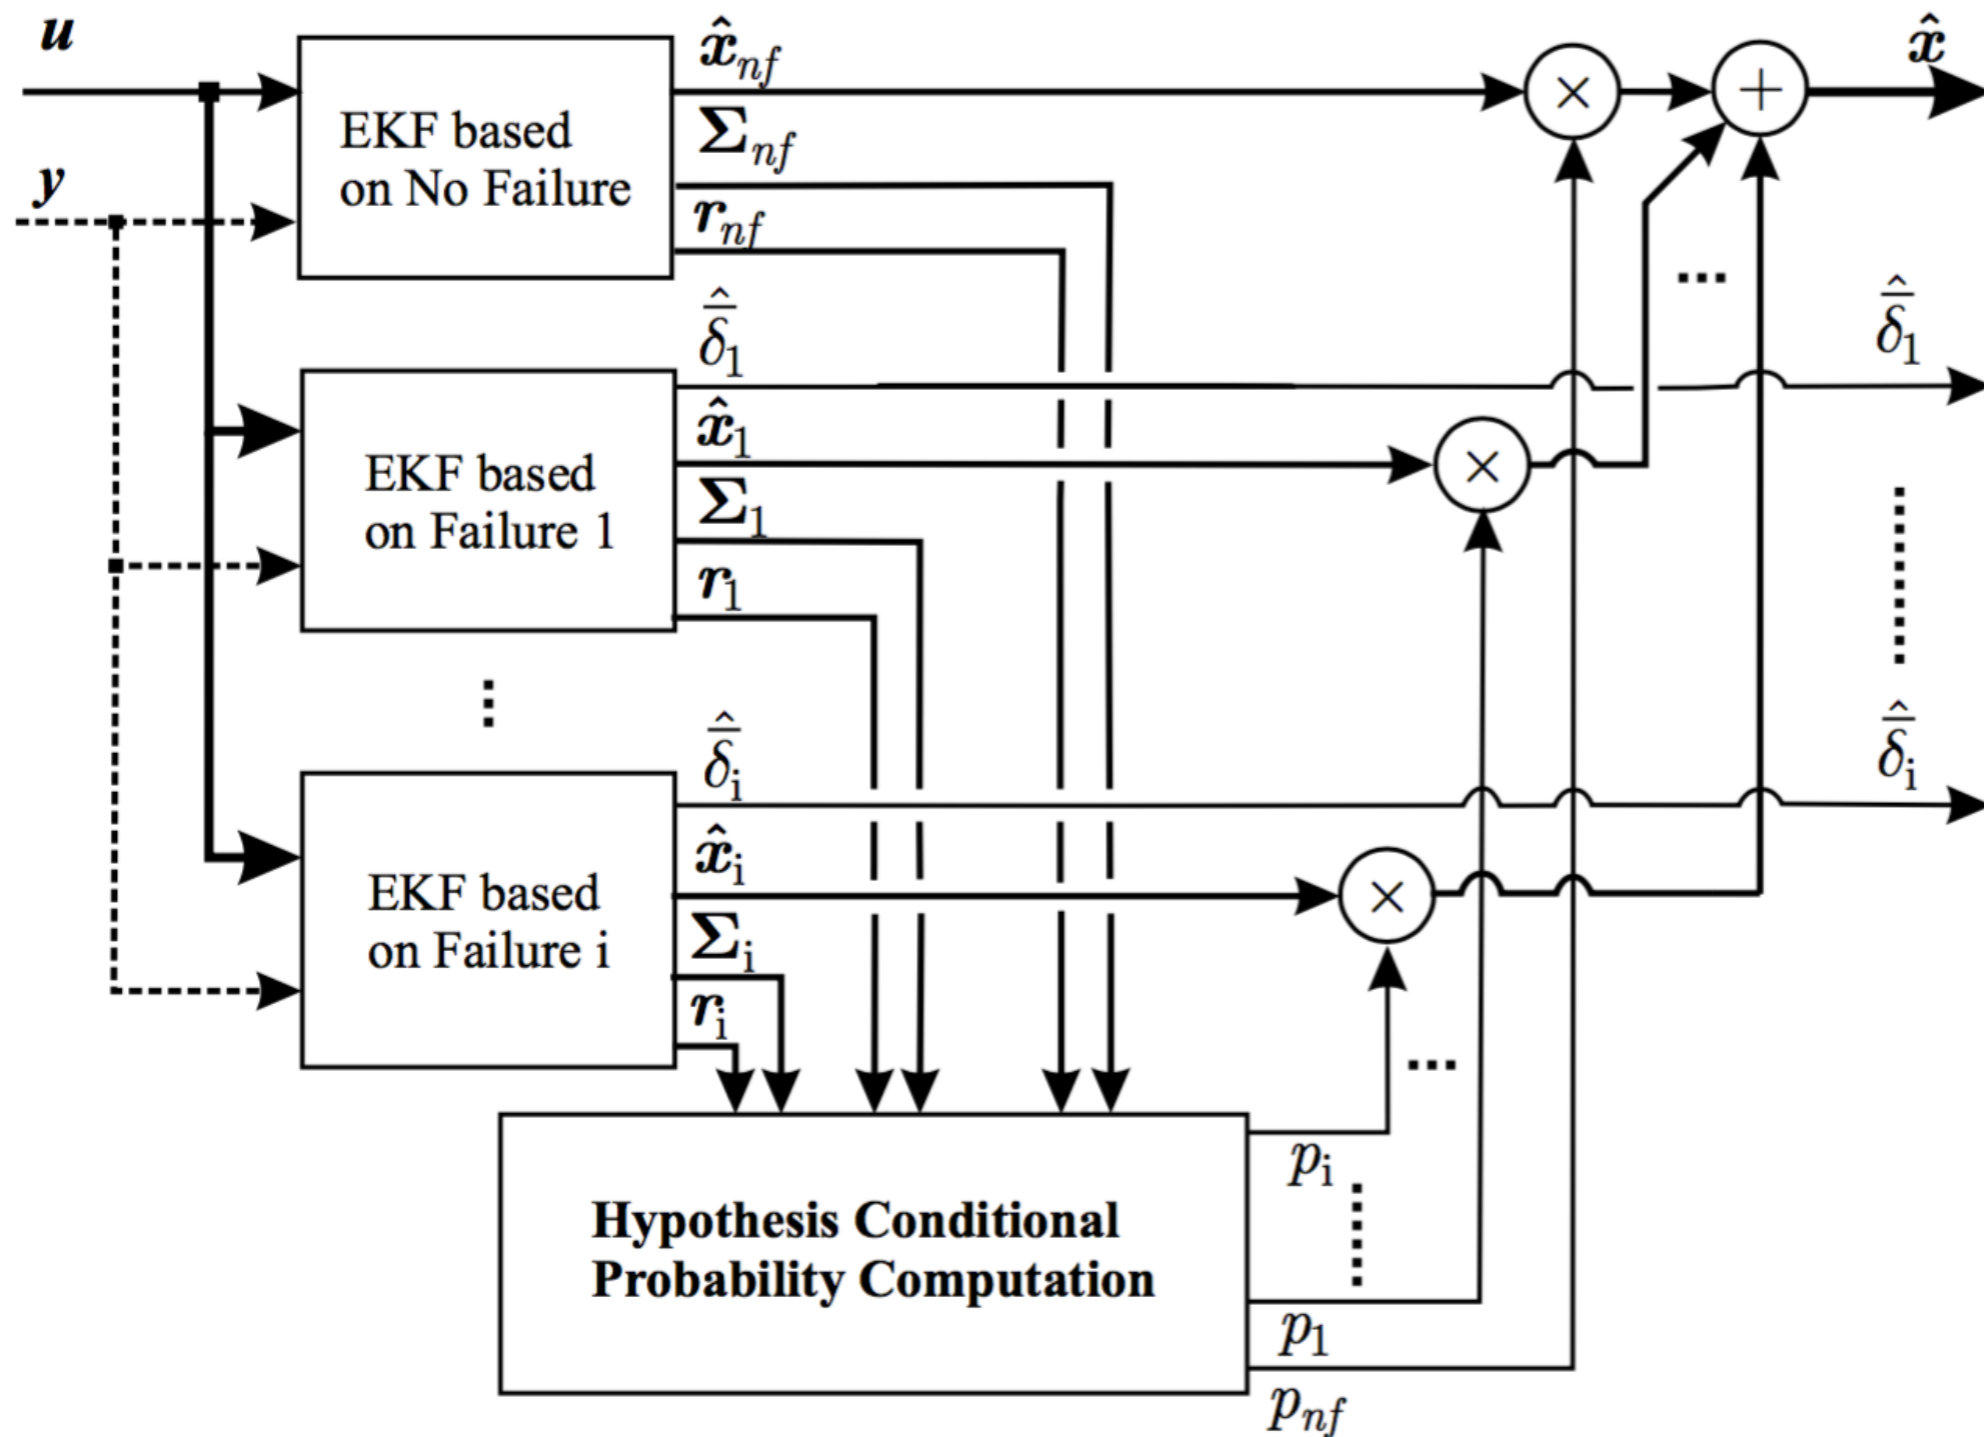 u
x̂_nf
x̂
EKF based
on No Failure
Σ_nf
y
r_nf
× +
δ̄̂_1
δ̄̂_1
x̂_1
EKF based
on Failure 1
Σ_1
×
r_1
δ̄̂_i
δ̄̂_i
x̂_i
EKF based
on Failure i
Σ_i
×
r_i
p_i
Hypothesis Conditional
Probability Computation
p_1
p_nf